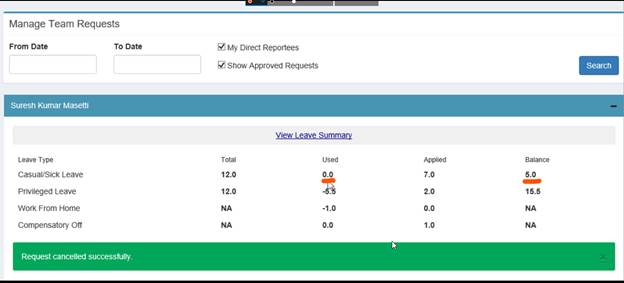 Manage Team Requests
From Date To Date My Direct Reportees
Show Approved Requests
Search
Suresh Kumar Masetti
View Leave Summary
Leave Type Total Used Applied Balance
Casual/Sick Leave 12.0 0.0 7.0 5.0
Privileged Leave 12.0 -5.5 2.0 15.5
Work From Home NA -1.0 0.0 NA
Compensatory Off NA 0.0 1.0 NA
Request cancelled successfully. ×